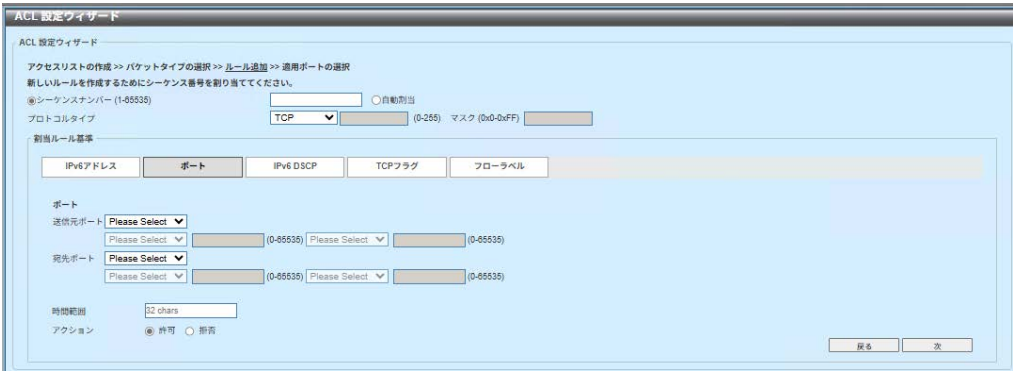 ACL 設定ウィザード
ACL 設定ウィザード
アクセスリストの作成 >> パケットタイプの選択 >> ルール追加 >> 適用ポートの選択
新しいルールを作成するためにシーケンス番号を割り当ててください。
シーケンスナンバー (1-65535) 自動割当
プロトコルタイプ TCP (0-255) マスク (0x0-0xFF)
割当ルール基準
IPv6アドレス ポート IPv6 DSCP TCPフラグ フローラベル
ポート
送信元ポート Please Select
Please Select (0-65535) Please Select (0-65535)
宛先ポート Please Select
Please Select (0-65535) Please Select (0-65535)
時間範囲 32 chars
アクション 許可 拒否
戻る 次